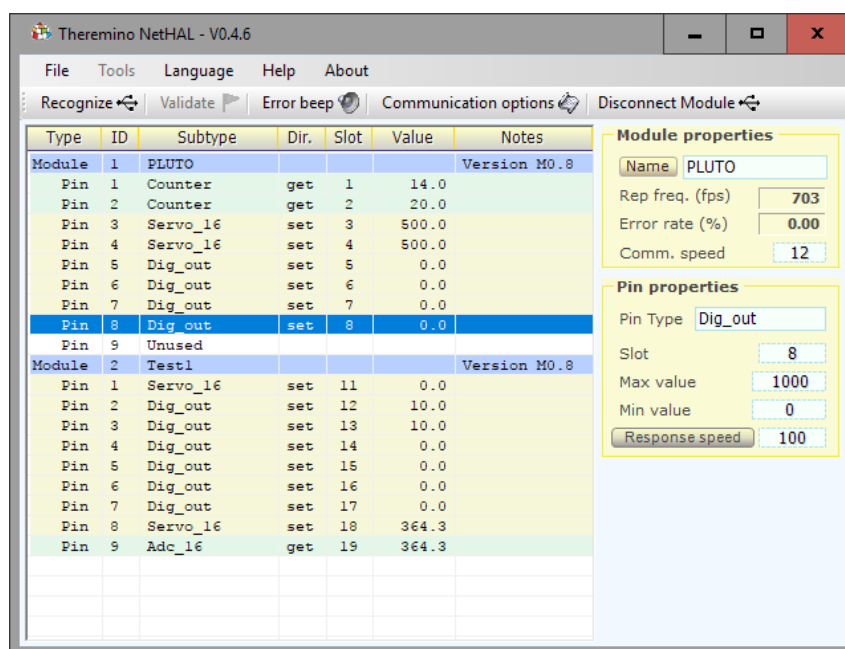 Theremino NetHAL - V0.4.6
File Tools Language Help About
Recognize Validate Error beep Communication options Disconnect Module
Type ID Subtype Dir. Slot Value Notes
Module 1 PLUTO Version M0.8
Pin 1 Counter get 1 14.0
Pin 2 Counter get 2 20.0
Pin 3 Servo_16 set 3 500.0
Pin 4 Servo_16 set 4 500.0
Pin 5 Dig_out set 5 0.0
Pin 6 Dig_out set 6 0.0
Pin 7 Dig_out set 7 0.0
Pin 8 Dig_out set 8 0.0
Pin 9 Unused
Module 2 Test1 Version M0.8
Pin 1 Servo_16 set 11 0.0
Pin 2 Dig_out set 12 10.0
Pin 3 Dig_out set 13 10.0
Pin 4 Dig_out set 14 0.0
Pin 5 Dig_out set 15 0.0
Pin 6 Dig_out set 16 0.0
Pin 7 Dig_out set 17 0.0
Pin 8 Servo_16 set 18 364.3
Pin 9 Adc_16 get 19 364.3
Module properties
Name PLUTO
Rep freq. (fps) 703
Error rate (%) 0.00
Comm. speed 12
Pin properties
Pin Type Dig_out
Slot 8
Max value 1000
Min value 0
Response speed 100